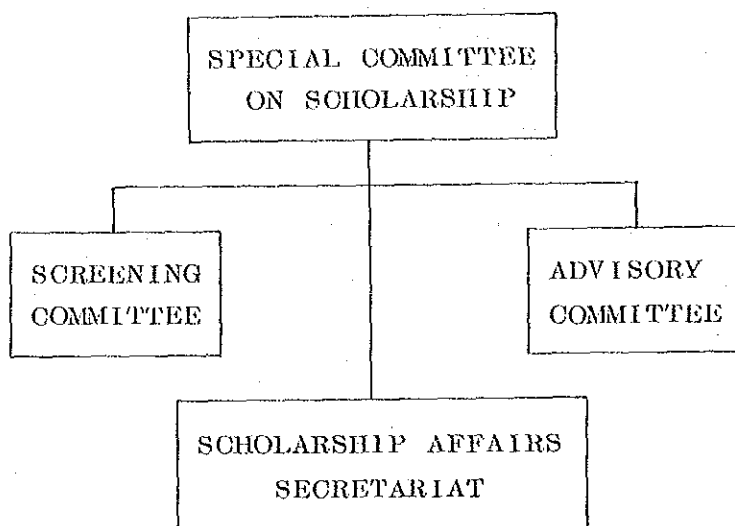 SPECIAL COMMITTEE
ON SCHOLARSHIP
SCREENING
COMMITTEE
ADVISORY
COMMITTEE
SCHOLARSHIP AFFAIRS
SECRETARIAT